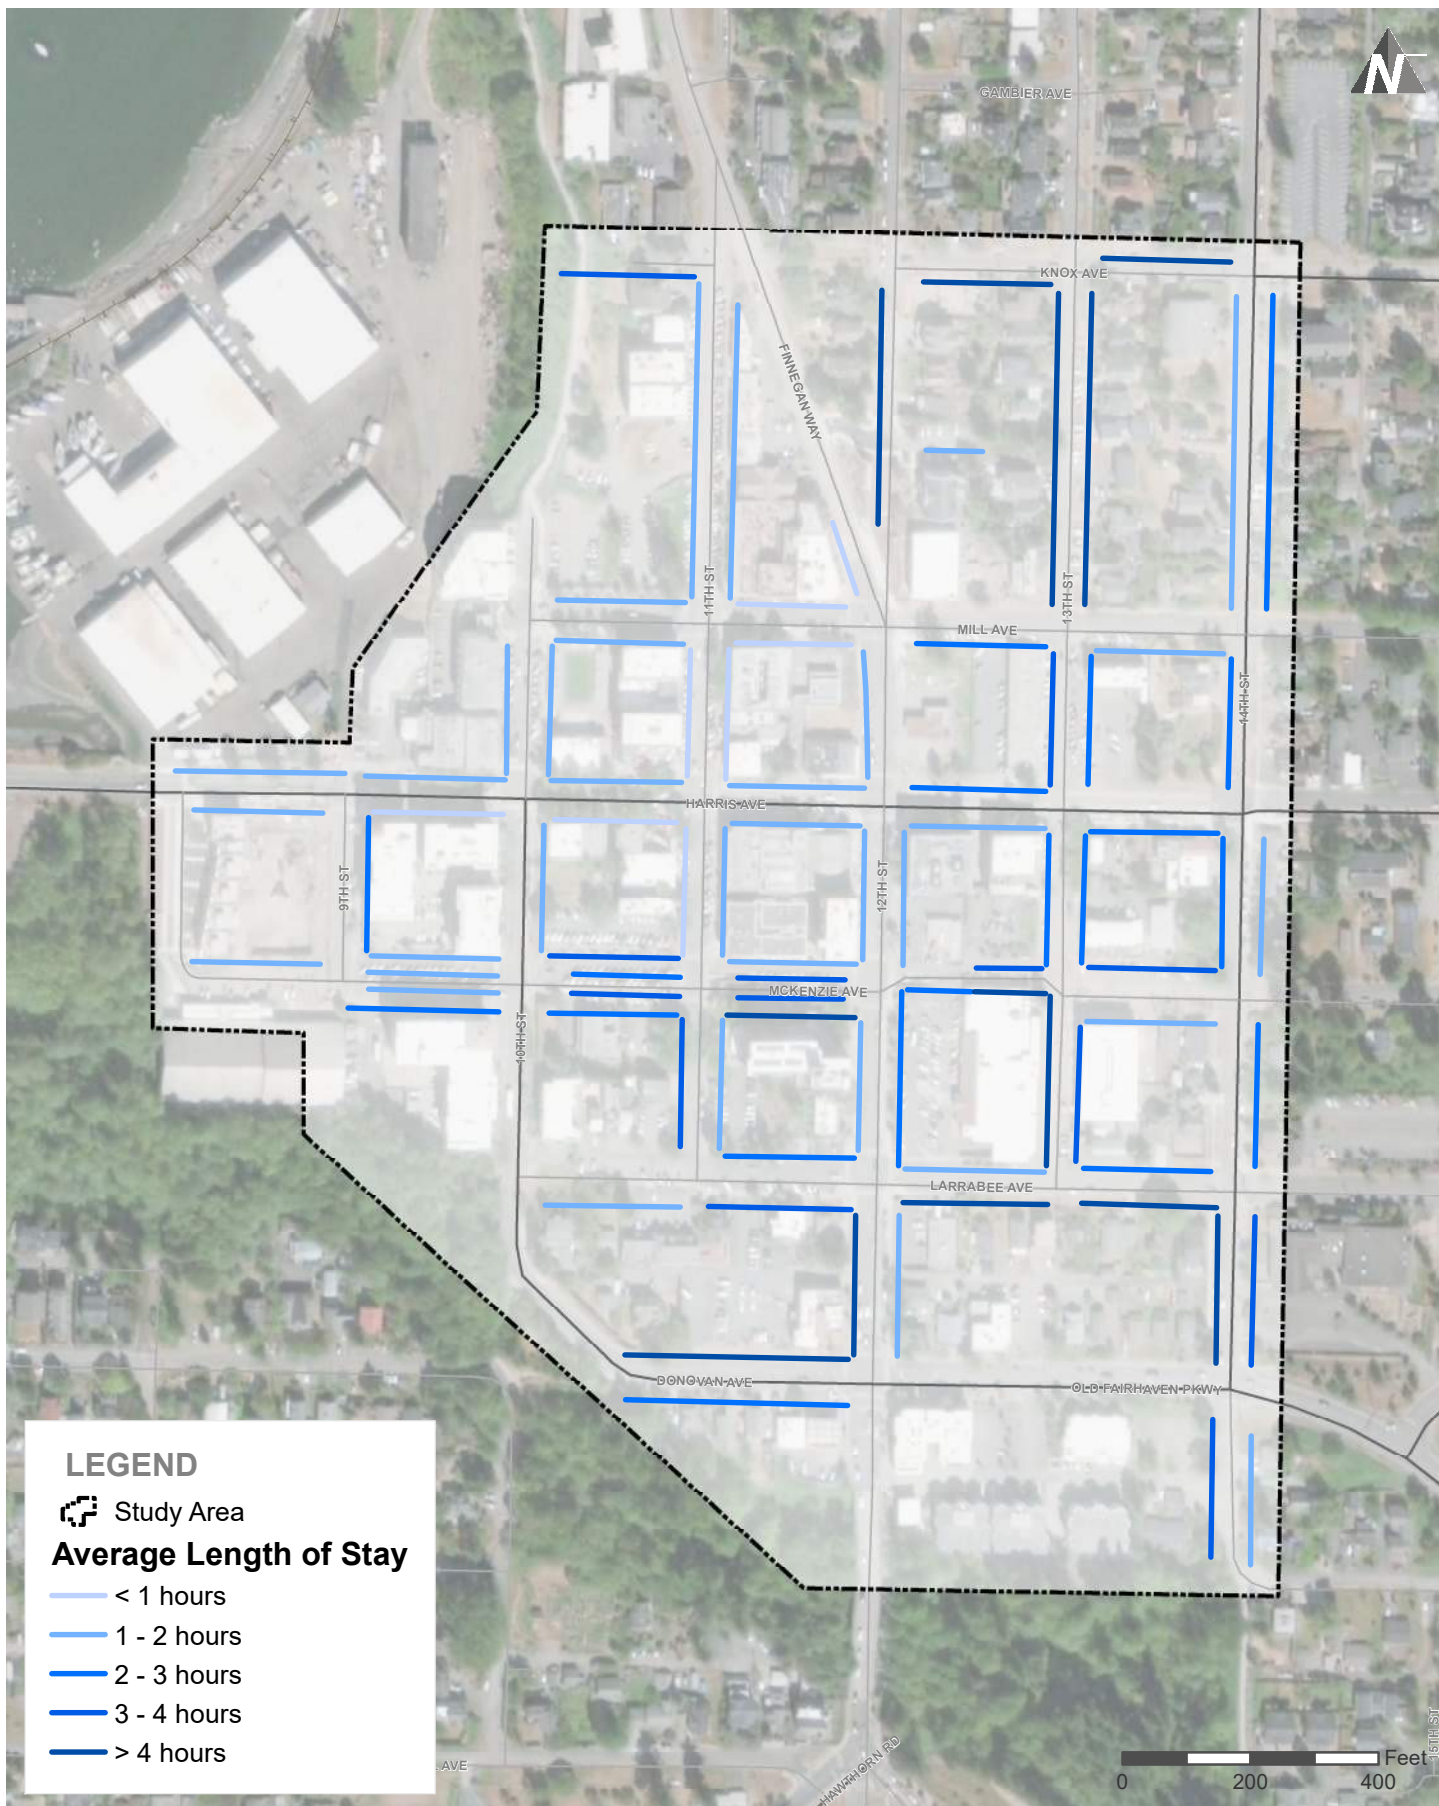 N
GAMBIER AVE
KNOX AVE
FINNEGAN WAY
11TH ST
13TH ST
MILL AVE
14TH ST
HARRIS AVE
9TH ST
12TH ST
MCKENZIE AVE
10TH ST
LARRABEE AVE
DONOVAN AVE
OLD FAIRHAVEN PKWY
LEGEND
Study Area
Average Length of Stay
< 1 hours
1 - 2 hours
2 - 3 hours
3 - 4 hours
> 4 hours
AVE
HAWTHORN RD
15TH ST
Feet
0 200 400